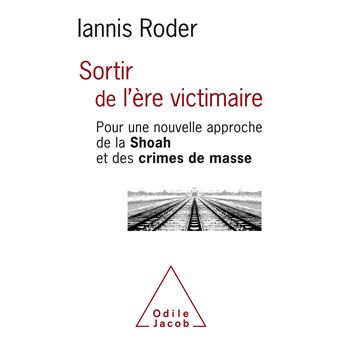 Iannis Roder
Sortir
de l'ère victimaire
Pour une nouvelle approche
de la Shoah
et des crimes de masse
Odile
Jacob